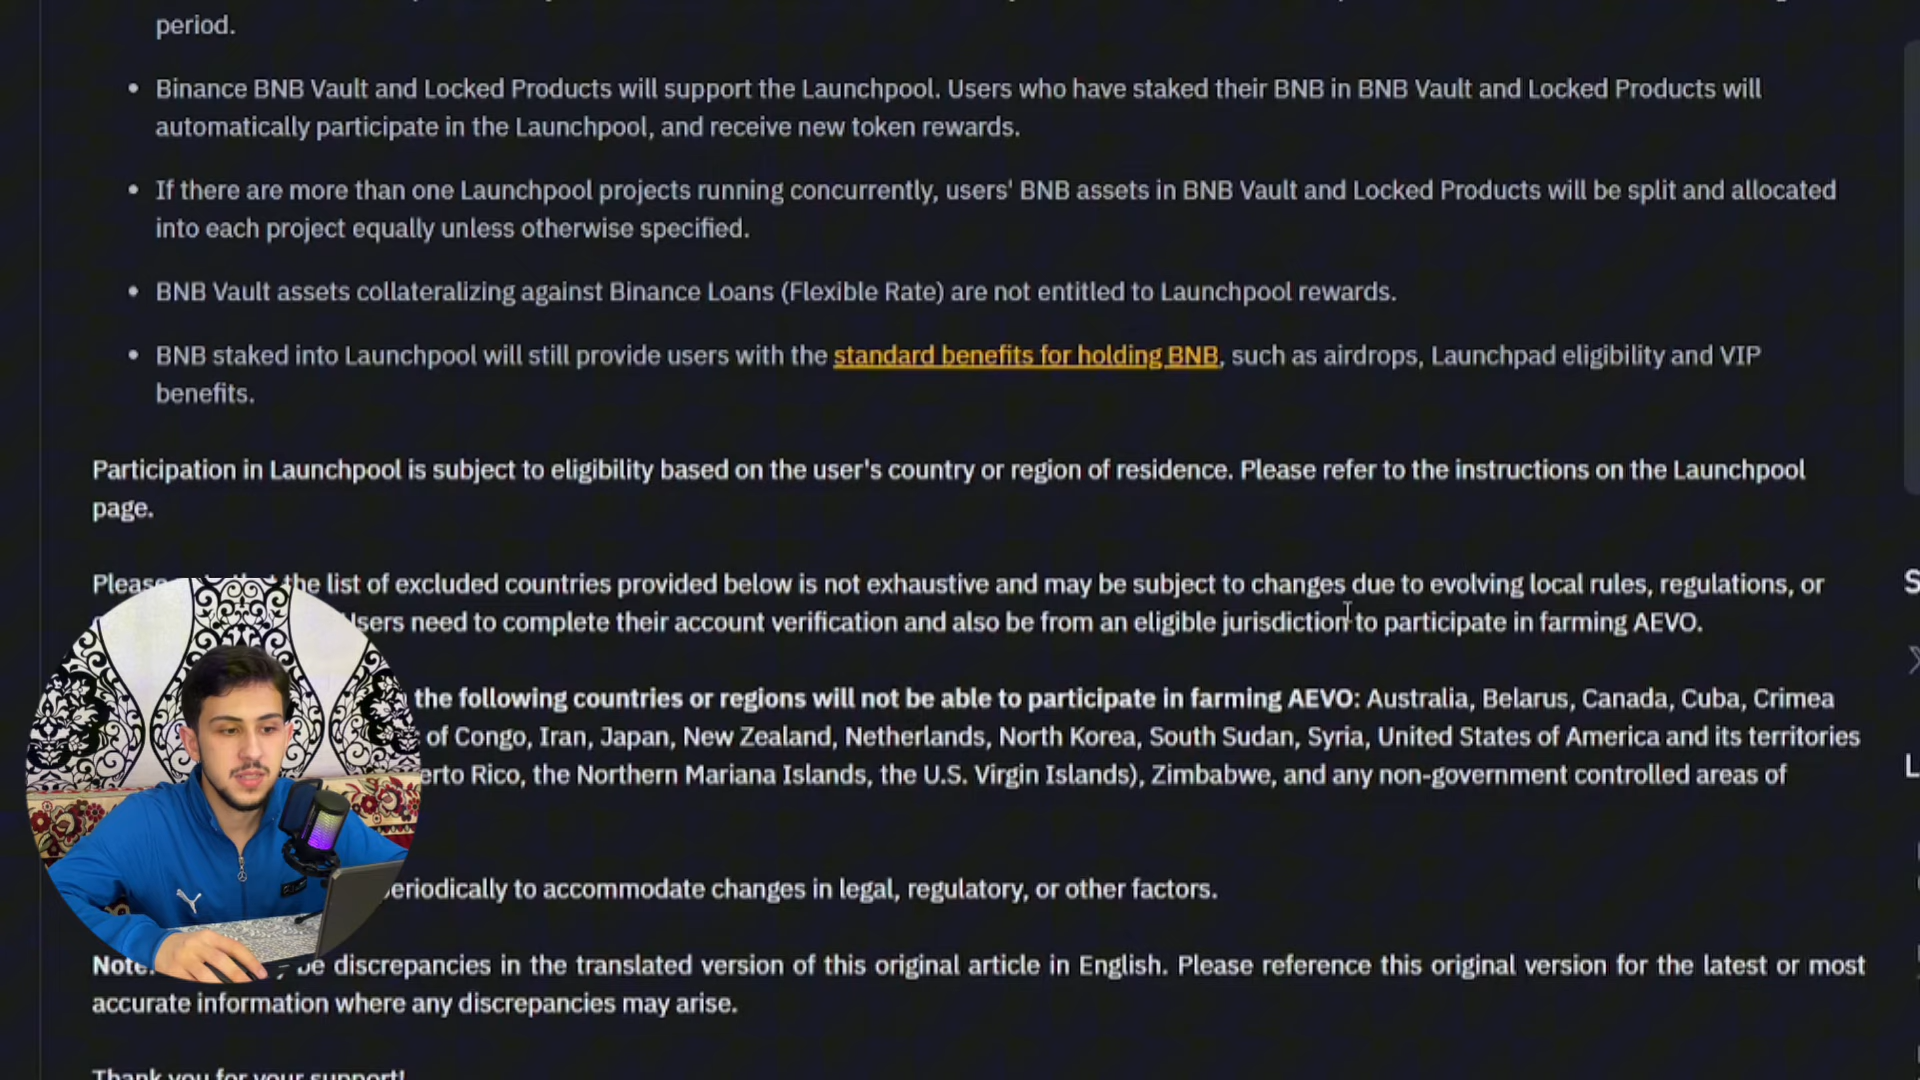 period.
• Binance BNB Vault and Locked Products will support the Launchpool. Users who have staked their BNB in BNB Vault and Locked Products will
automatically participate in the Launchpool, and receive new token rewards.
• If there are more than one Launchpool projects running concurrently, users' BNB assets in BNB Vault and Locked Products will be split and allocated
into each project equally unless otherwise specified.
• BNB Vault assets collateralizing against Binance Loans (Flexible Rate) are not entitled to Launchpool rewards.
• BNB staked into Launchpool will still provide users with the standard benefits for holding BNB, such as airdrops, Launchpad eligibility and VIP
benefits.
Participation in Launchpool is subject to eligibility based on the user's country or region of residence. Please refer to the instructions on the Launchpool
page.
Please the list of excluded countries provided below is not exhaustive and may be subject to changes due to evolving local rules, regulations, or
sers need to complete their account verification and also be from an eligible jurisdiction to participate in farming AEVO.
the following countries or regions will not be able to participate in farming AEVO: Australia, Belarus, Canada, Cuba, Crimea
of Congo, Iran, Japan, New Zealand, Netherlands, North Korea, South Sudan, Syria, United States of America and its territories
erto Rico, the Northern Mariana Islands, the U.S. Virgin Islands), Zimbabwe, and any non-government controlled areas of
eriodically to accommodate changes in legal, regulatory, or other factors.
Note: be discrepancies in the translated version of this original article in English. Please reference this original version for the latest or most
accurate information where any discrepancies may arise.
Thank you for your support!